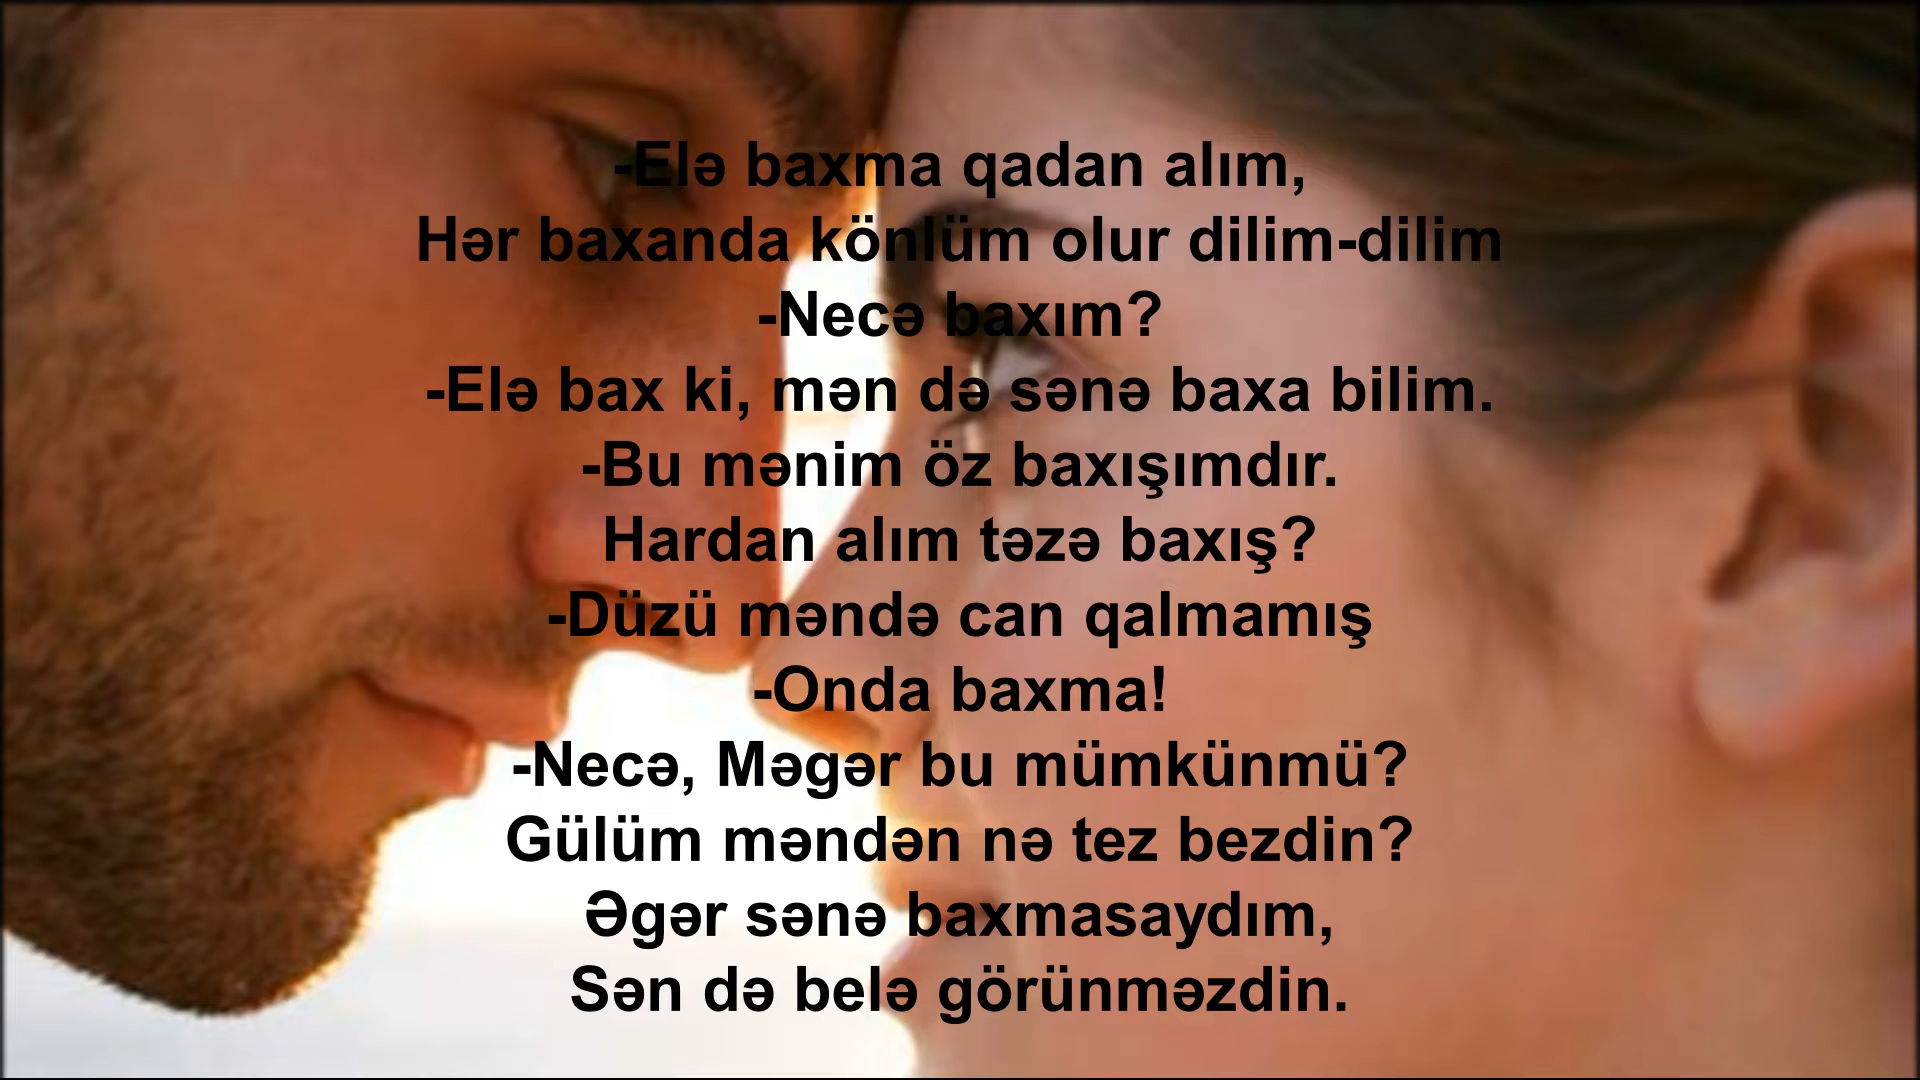 -Elə baxma qadan alım,
Hər baxanda könlüm olur dilim-dilim
-Necə baxım?
-Elə bax ki, mən də sənə baxa bilim.
-Bu mənim öz baxışımdır.
Hardan alım təzə baxış?
-Düzü məndə can qalmamış
-Onda baxma!
-Necə, Məgər bu mümkünmü?
Gülüm məndən nə tez bezdin?
Əgər sənə baxmasaydım,
Sən də belə görünməzdin.